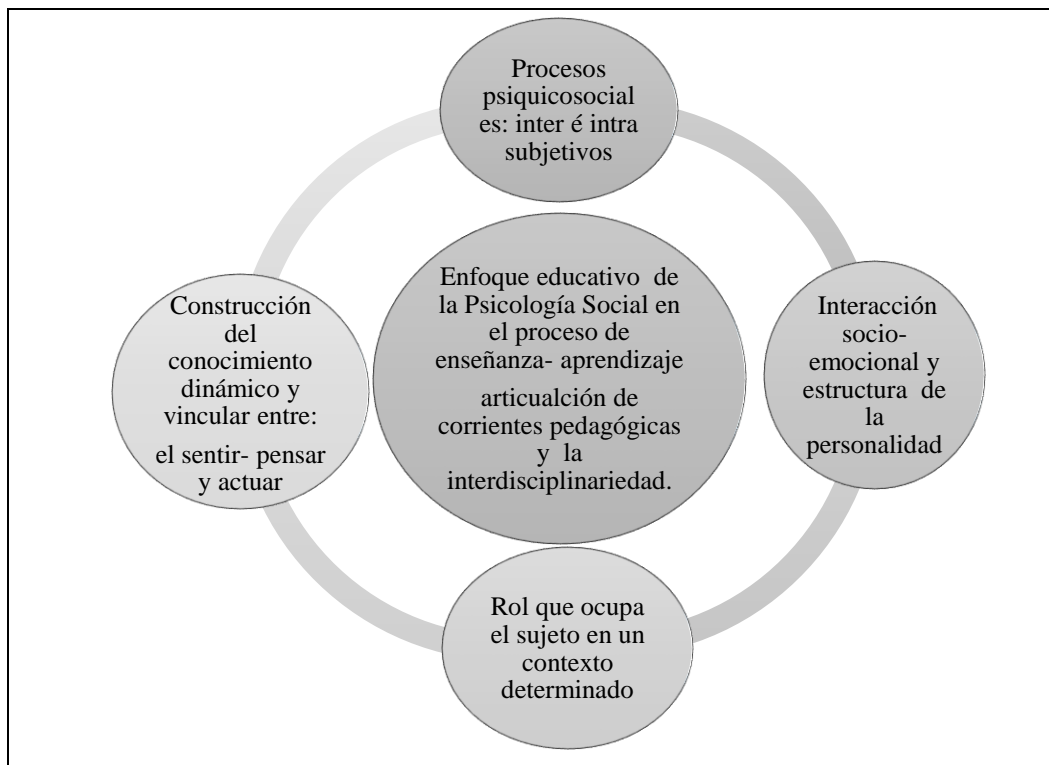 Procesos
psiquicosocial
es: inter é intra
subjetivos
Enfoque educativo de
la Psicología Social en
el proceso de
enseñanza- aprendizaje
articualción de
corrientes pedagógicas
y la
interdisciplinariedad.
Interacción
socio-
emocional y
estructura de
la
personalidad
Rol que ocupa
el sujeto en un
contexto
determinado
Construcción
del
conocimiento
dinámico y
vincular entre:
el sentir- pensar
y actuar